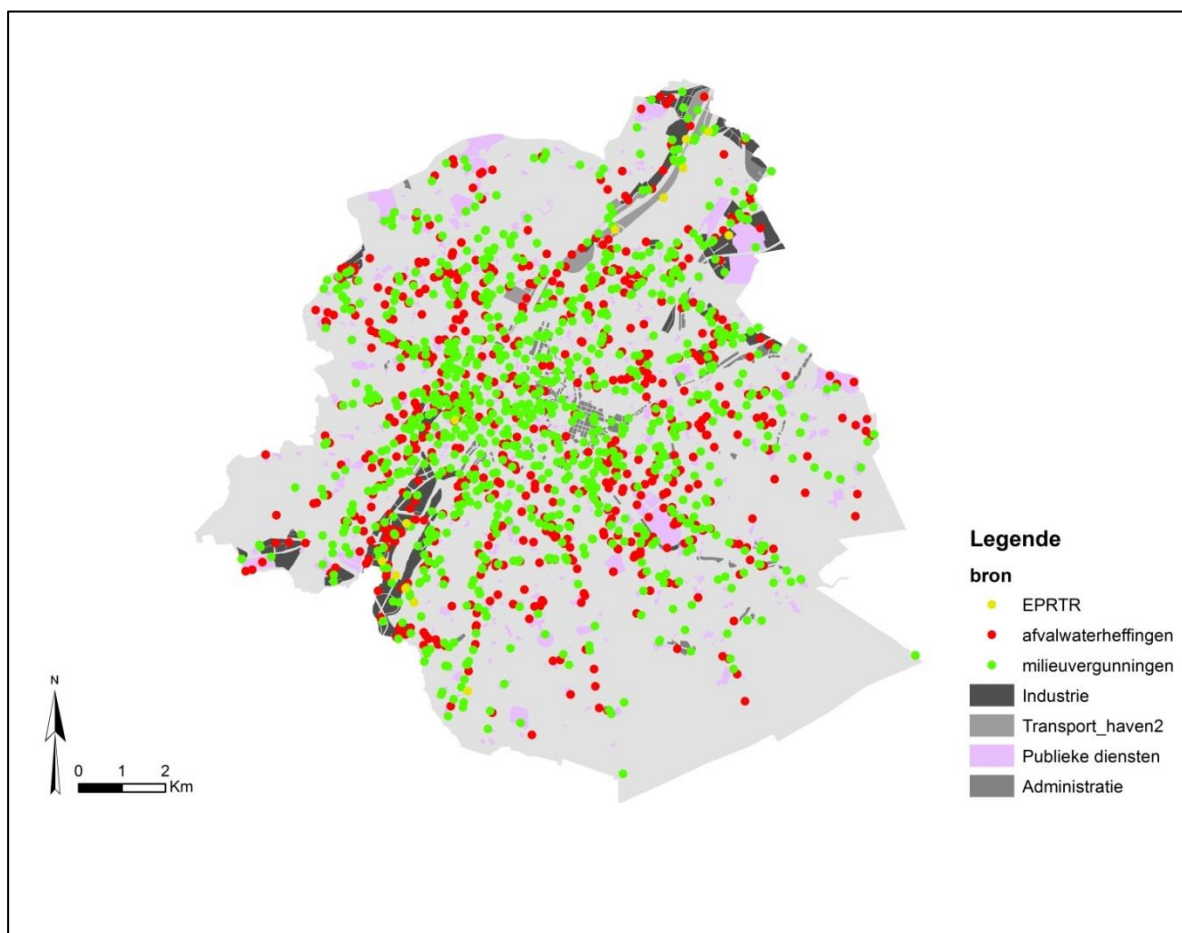 Legende
bron
EPRTR
afvalwaterheffingen
milieuvergunningen
Industrie
Transport_haven2
Publieke diensten
Administratie
N
0 1 2
Km